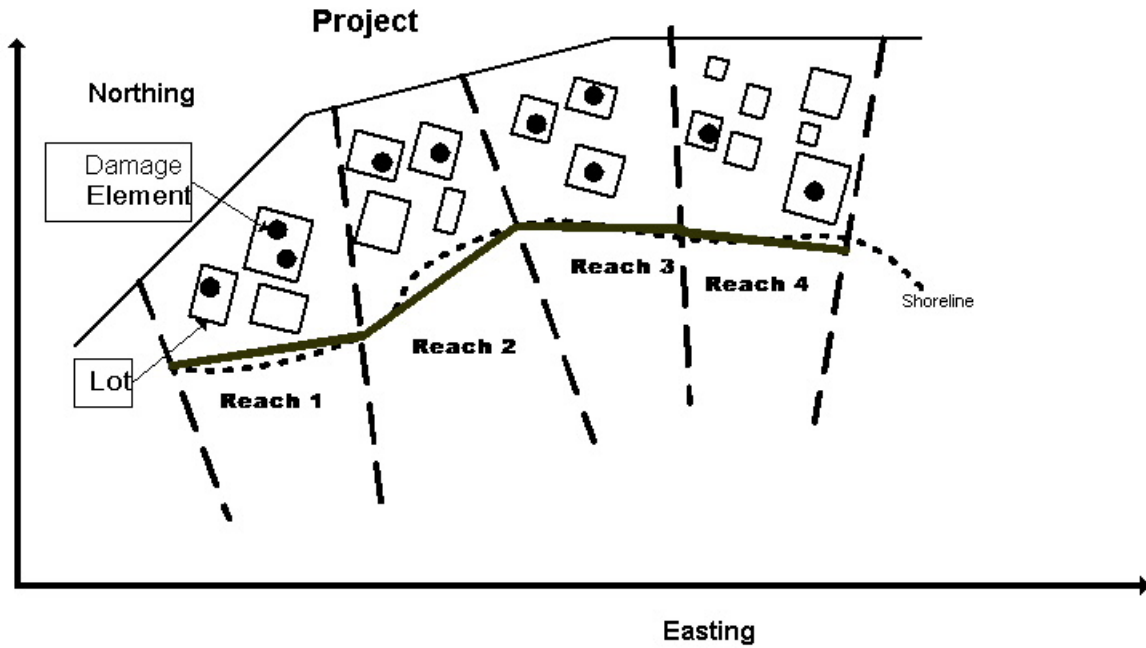 Project
Northing
Damage
Element
Reach 3
Reach 4
Shoreline
Reach 2
Lot
Reach 1
Easting